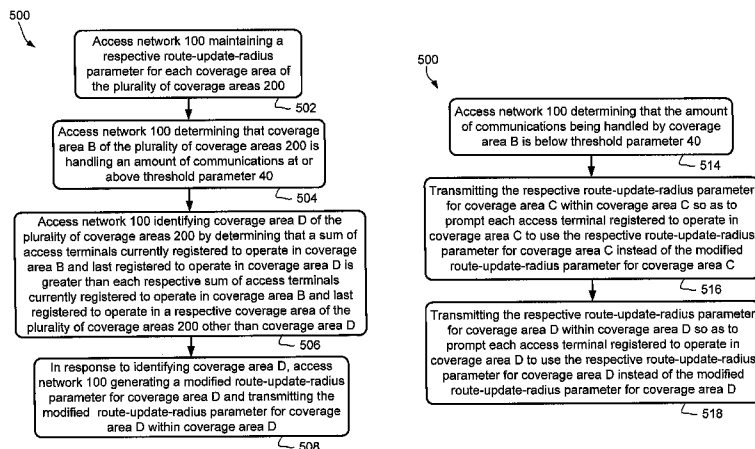 500
Access network 100 maintaining a
respective route-update-radius
parameter for each coverage area of
the plurality of coverage areas 200
502
Access network 100 determining that coverage
area B of the plurality of coverage areas 200 is
handling an amount of communications at or
above threshold parameter 40
504
Access network 100 identifying coverage area D of the
plurality of coverage areas 200 by determining that a sum of
access terminals currently registered to operate in coverage
area B and last registered to operate in coverage area D is
greater than each respective sum of access terminals
currently registered to operate in coverage area B and last
registered to operate in a respective coverage area of the
plurality of coverage areas 200 other than coverage area D
506
In response to identifying coverage area D, access
network 100 generating a modified route-update-radius
parameter for coverage area D and transmitting the
modified route-update-radius parameter for coverage
area D within coverage area D
508
500
Access network 100 determining that the amount
of communications being handled by coverage
area B is below threshold parameter 40
514
Transmitting the respective route-update-radius parameter
for coverage area C within coverage area C so as to
prompt each access terminal registered to operate in
coverage area C to use the respective route-update-radius
parameter for coverage area C instead of the modified
route-update-radius parameter for coverage area C
516
Transmitting the respective route-update-radius parameter
for coverage area D within coverage area D so as to
prompt each access terminal registered to operate in
coverage area D to use the respective route-update-radius
parameter for coverage area D instead of the modified
route-update-radius parameter for coverage area D
518